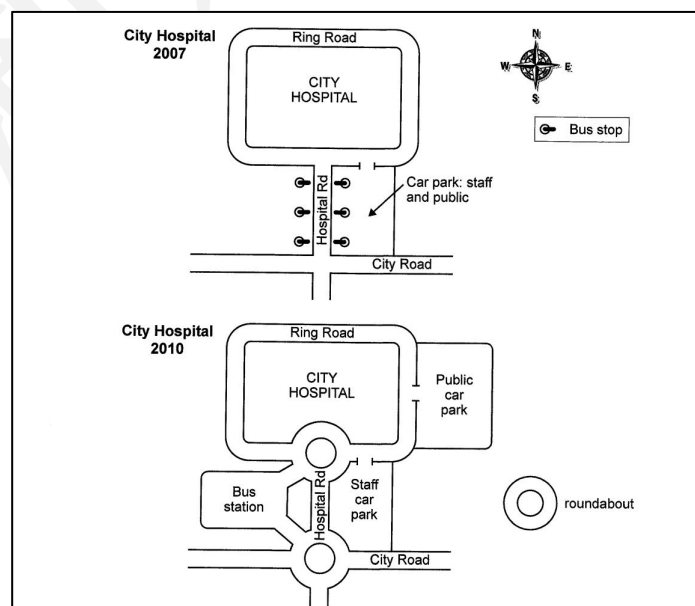 City Hospital
2007
Ring Road
CITY
HOSPITAL
N
W
E
S
Bus stop
Hospital Rd
Car park: staff
and public
City Road
City Hospital
2010
Ring Road
CITY
HOSPITAL
Public
car
park
Bus
station
Hospital Rd
Staff
car
park
roundabout
City Road